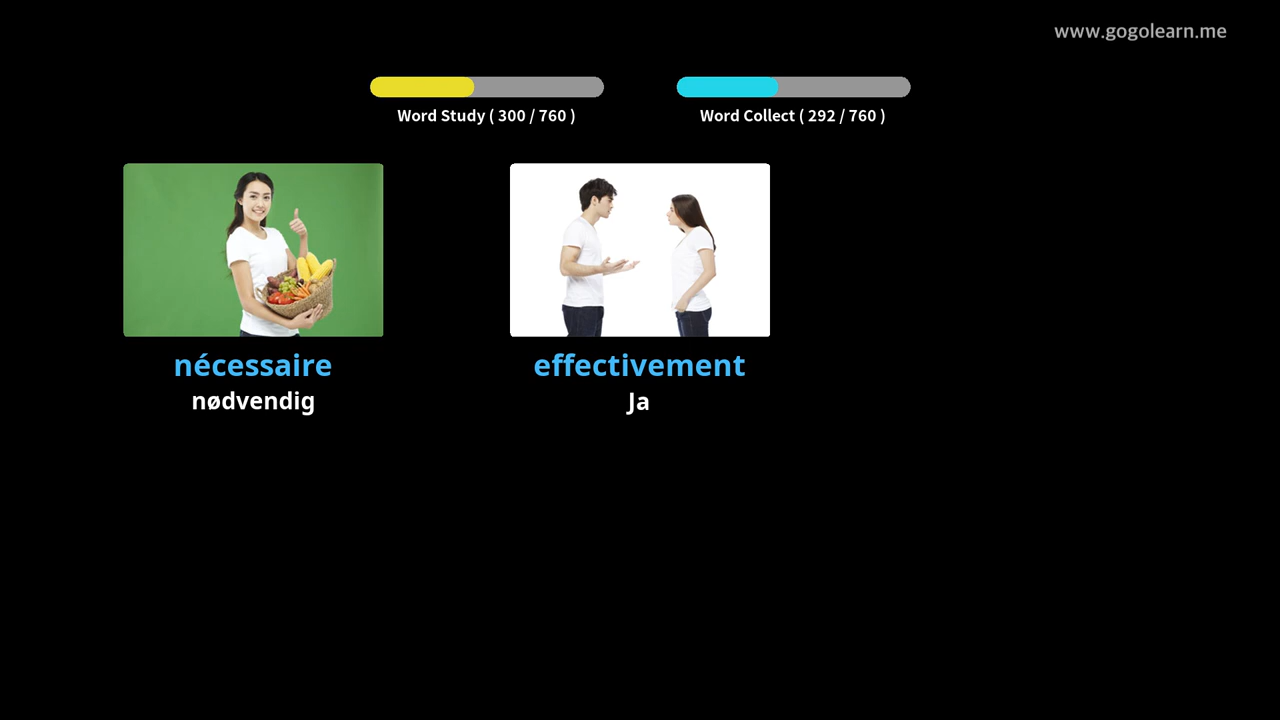 www.gogolearn.me
Word Study ( 300 / 760 )
Word Collect ( 292 / 760 )
nécessaire
nødvendig
effectivement
Ja